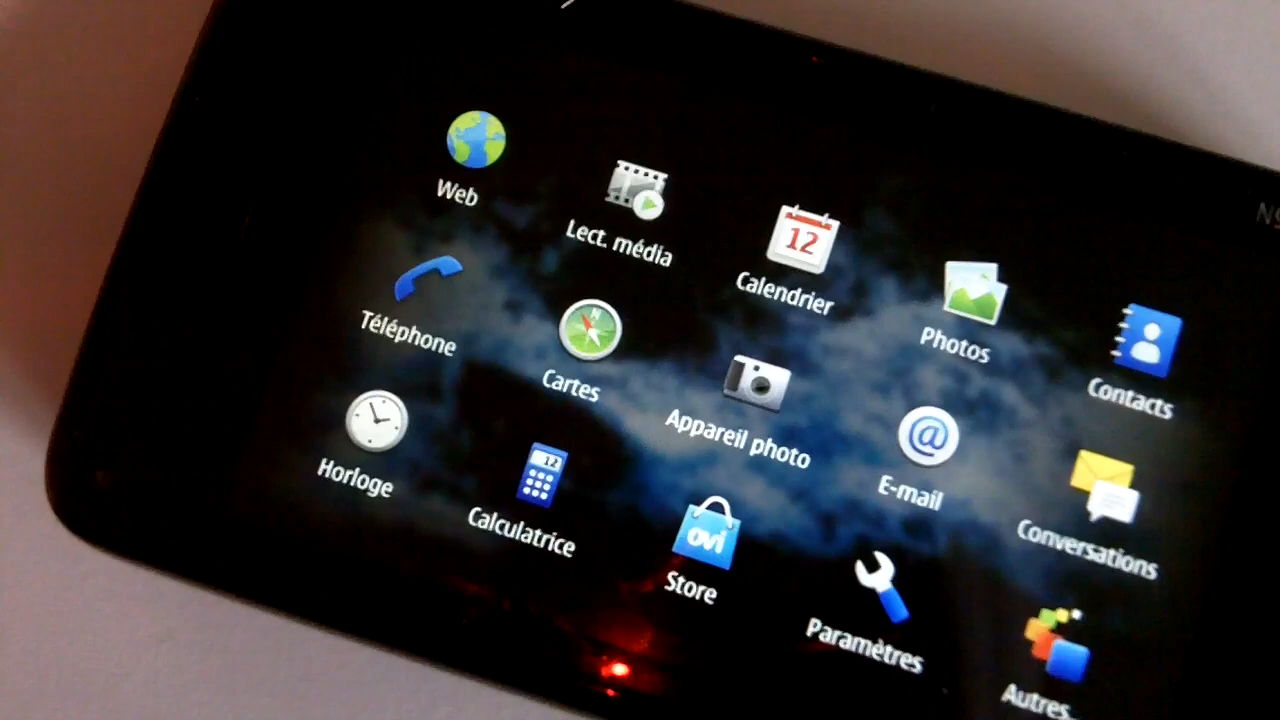 Web
Lect. média
12
Calendrier
Photos
Contacts
Téléphone
N
Cartes
Appareil photo
@
E-mail
Conversations
Horloge
12
Calculatrice
ovi
Store
Paramètres
Autres...